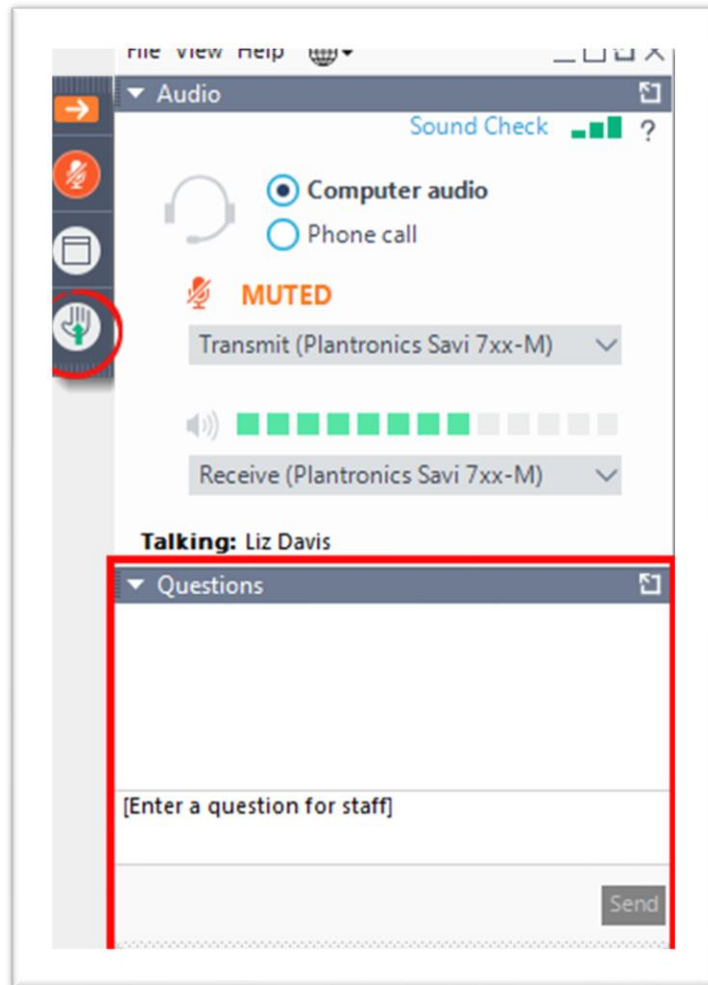 File View Help
Audio
Sound Check ?
Computer audio
Phone call
MUTED
Transmit (Plantronics Savi 7xx-M)
Receive (Plantronics Savi 7xx-M)
Talking: Liz Davis
Questions
[Enter a question for staff]
Send